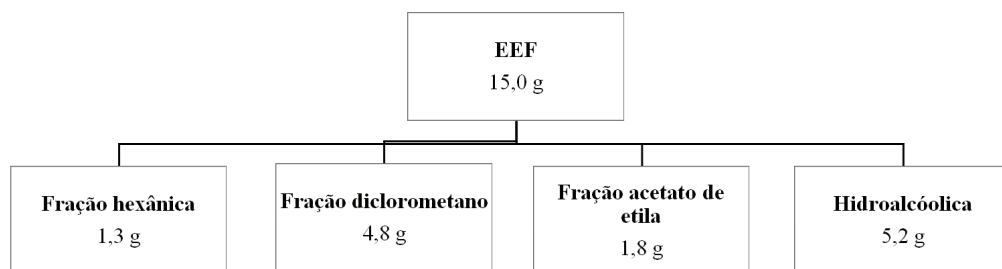 EEF
15,0 g
Fração hexânica
1,3 g
Fração diclorometano
4,8 g
Fração acetato de
etila
1,8 g
Hidroalcóolica
5,2 g